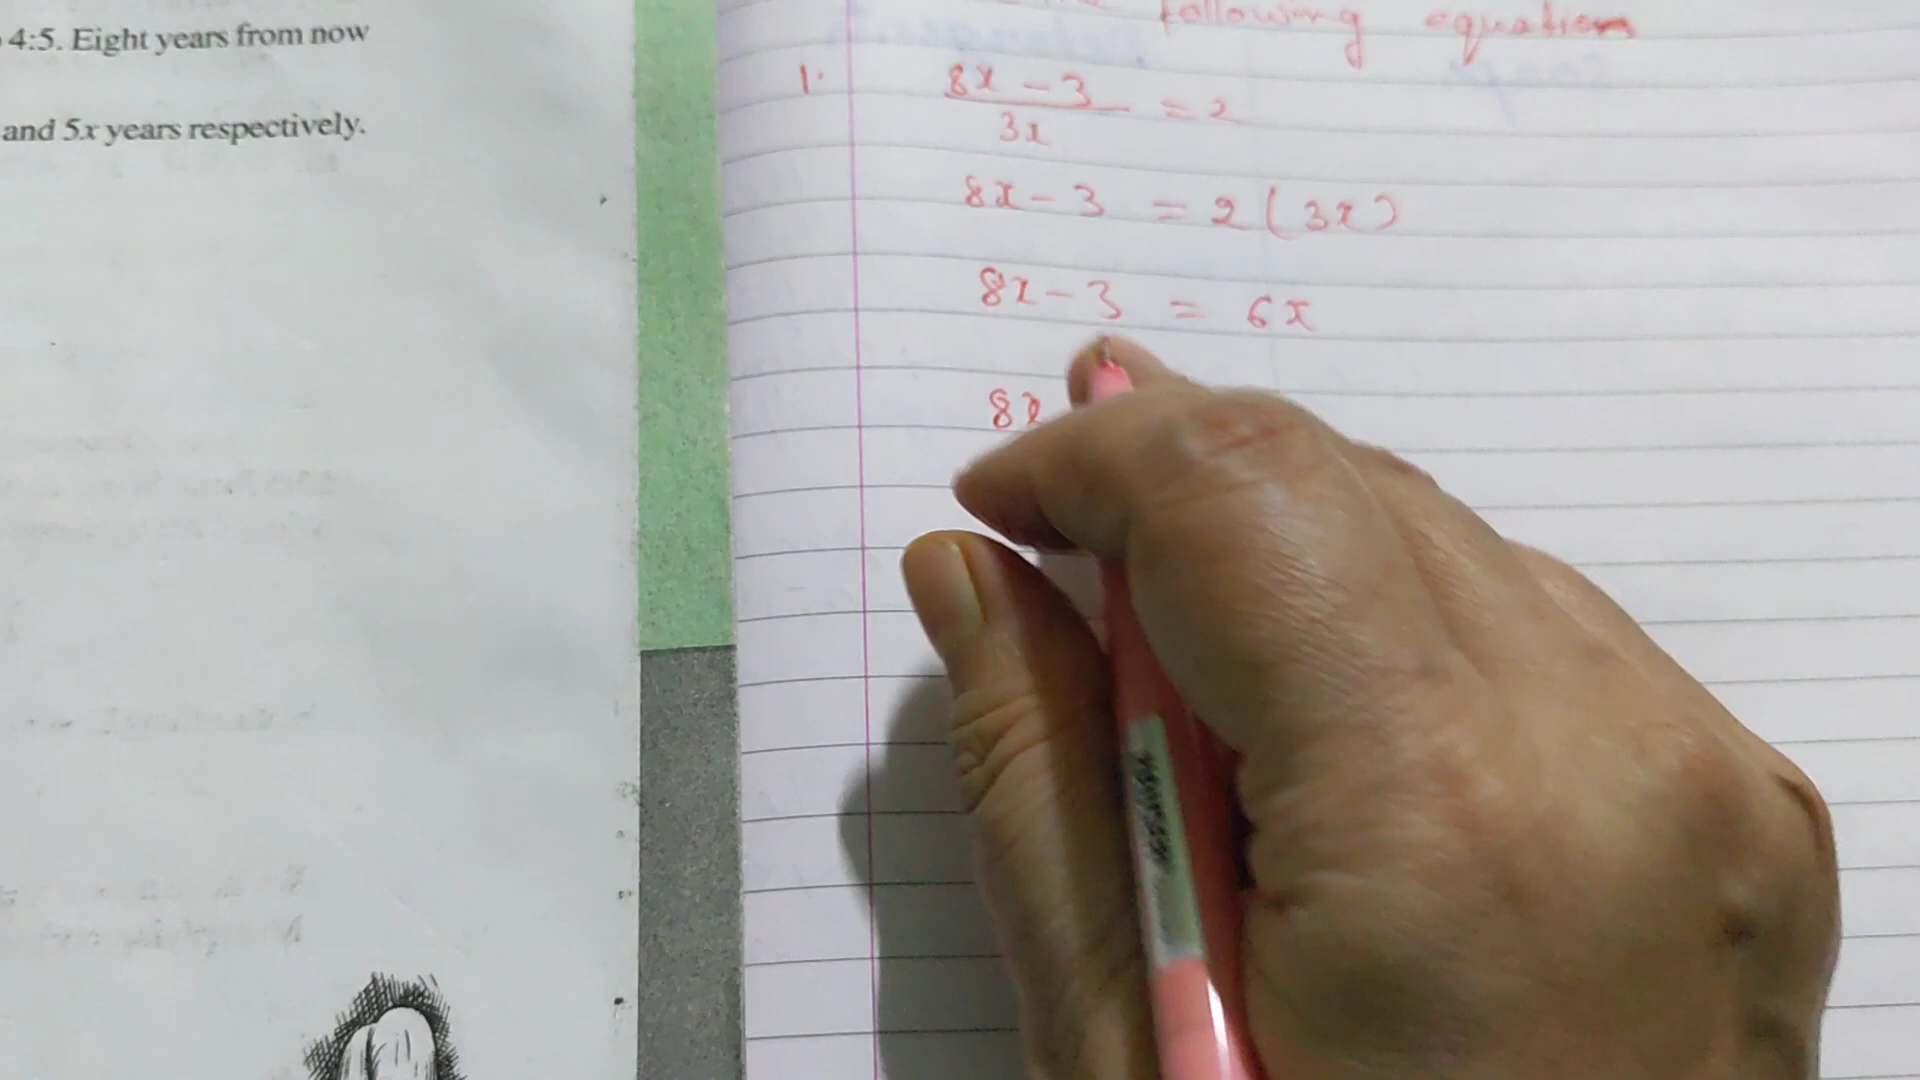 4:5. Eight years from now
and 5x years respectively.
following equation
1. 8x - 3
3x
= 2
8x - 3 = 2 (3x)
8x - 3 = 6x
8x